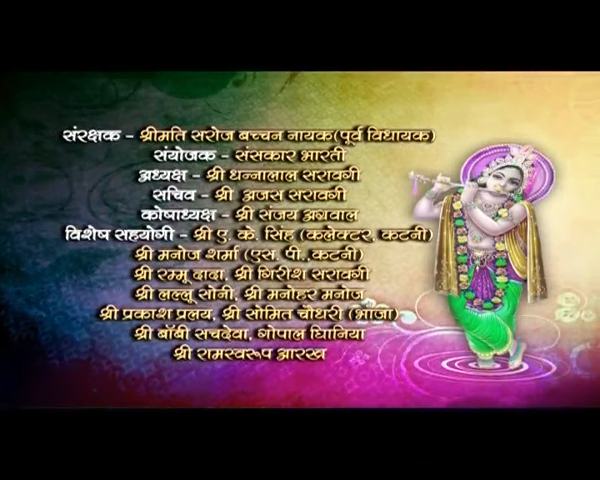 संरक्षक - श्रीमति सरोज बच्चन नायक(पूर्व विधायक)
संयोजक - संसकार भारती
अध्यक्ष - श्री धन्नालाल सरावगी
सचिव - श्री अजस सरावगी
कोषाध्यक्ष - श्री संजय अग्रवाल
विशेष सहयोगी - श्री ए. के. सिंह (कलेक्टर, कटनी)
श्री मनोज शर्मा (एस. पी., कटनी)
श्री रम्मू दादा, श्री गिरीश सरावगी
श्री लल्लू सोनी, श्री मनोहर मनोज
श्री प्रकाश प्रलय, श्री सोमित चौधरी (भांजा)
श्री बॉबी सचदेवा, गोपाल
श्री रामस्वरूप आरख